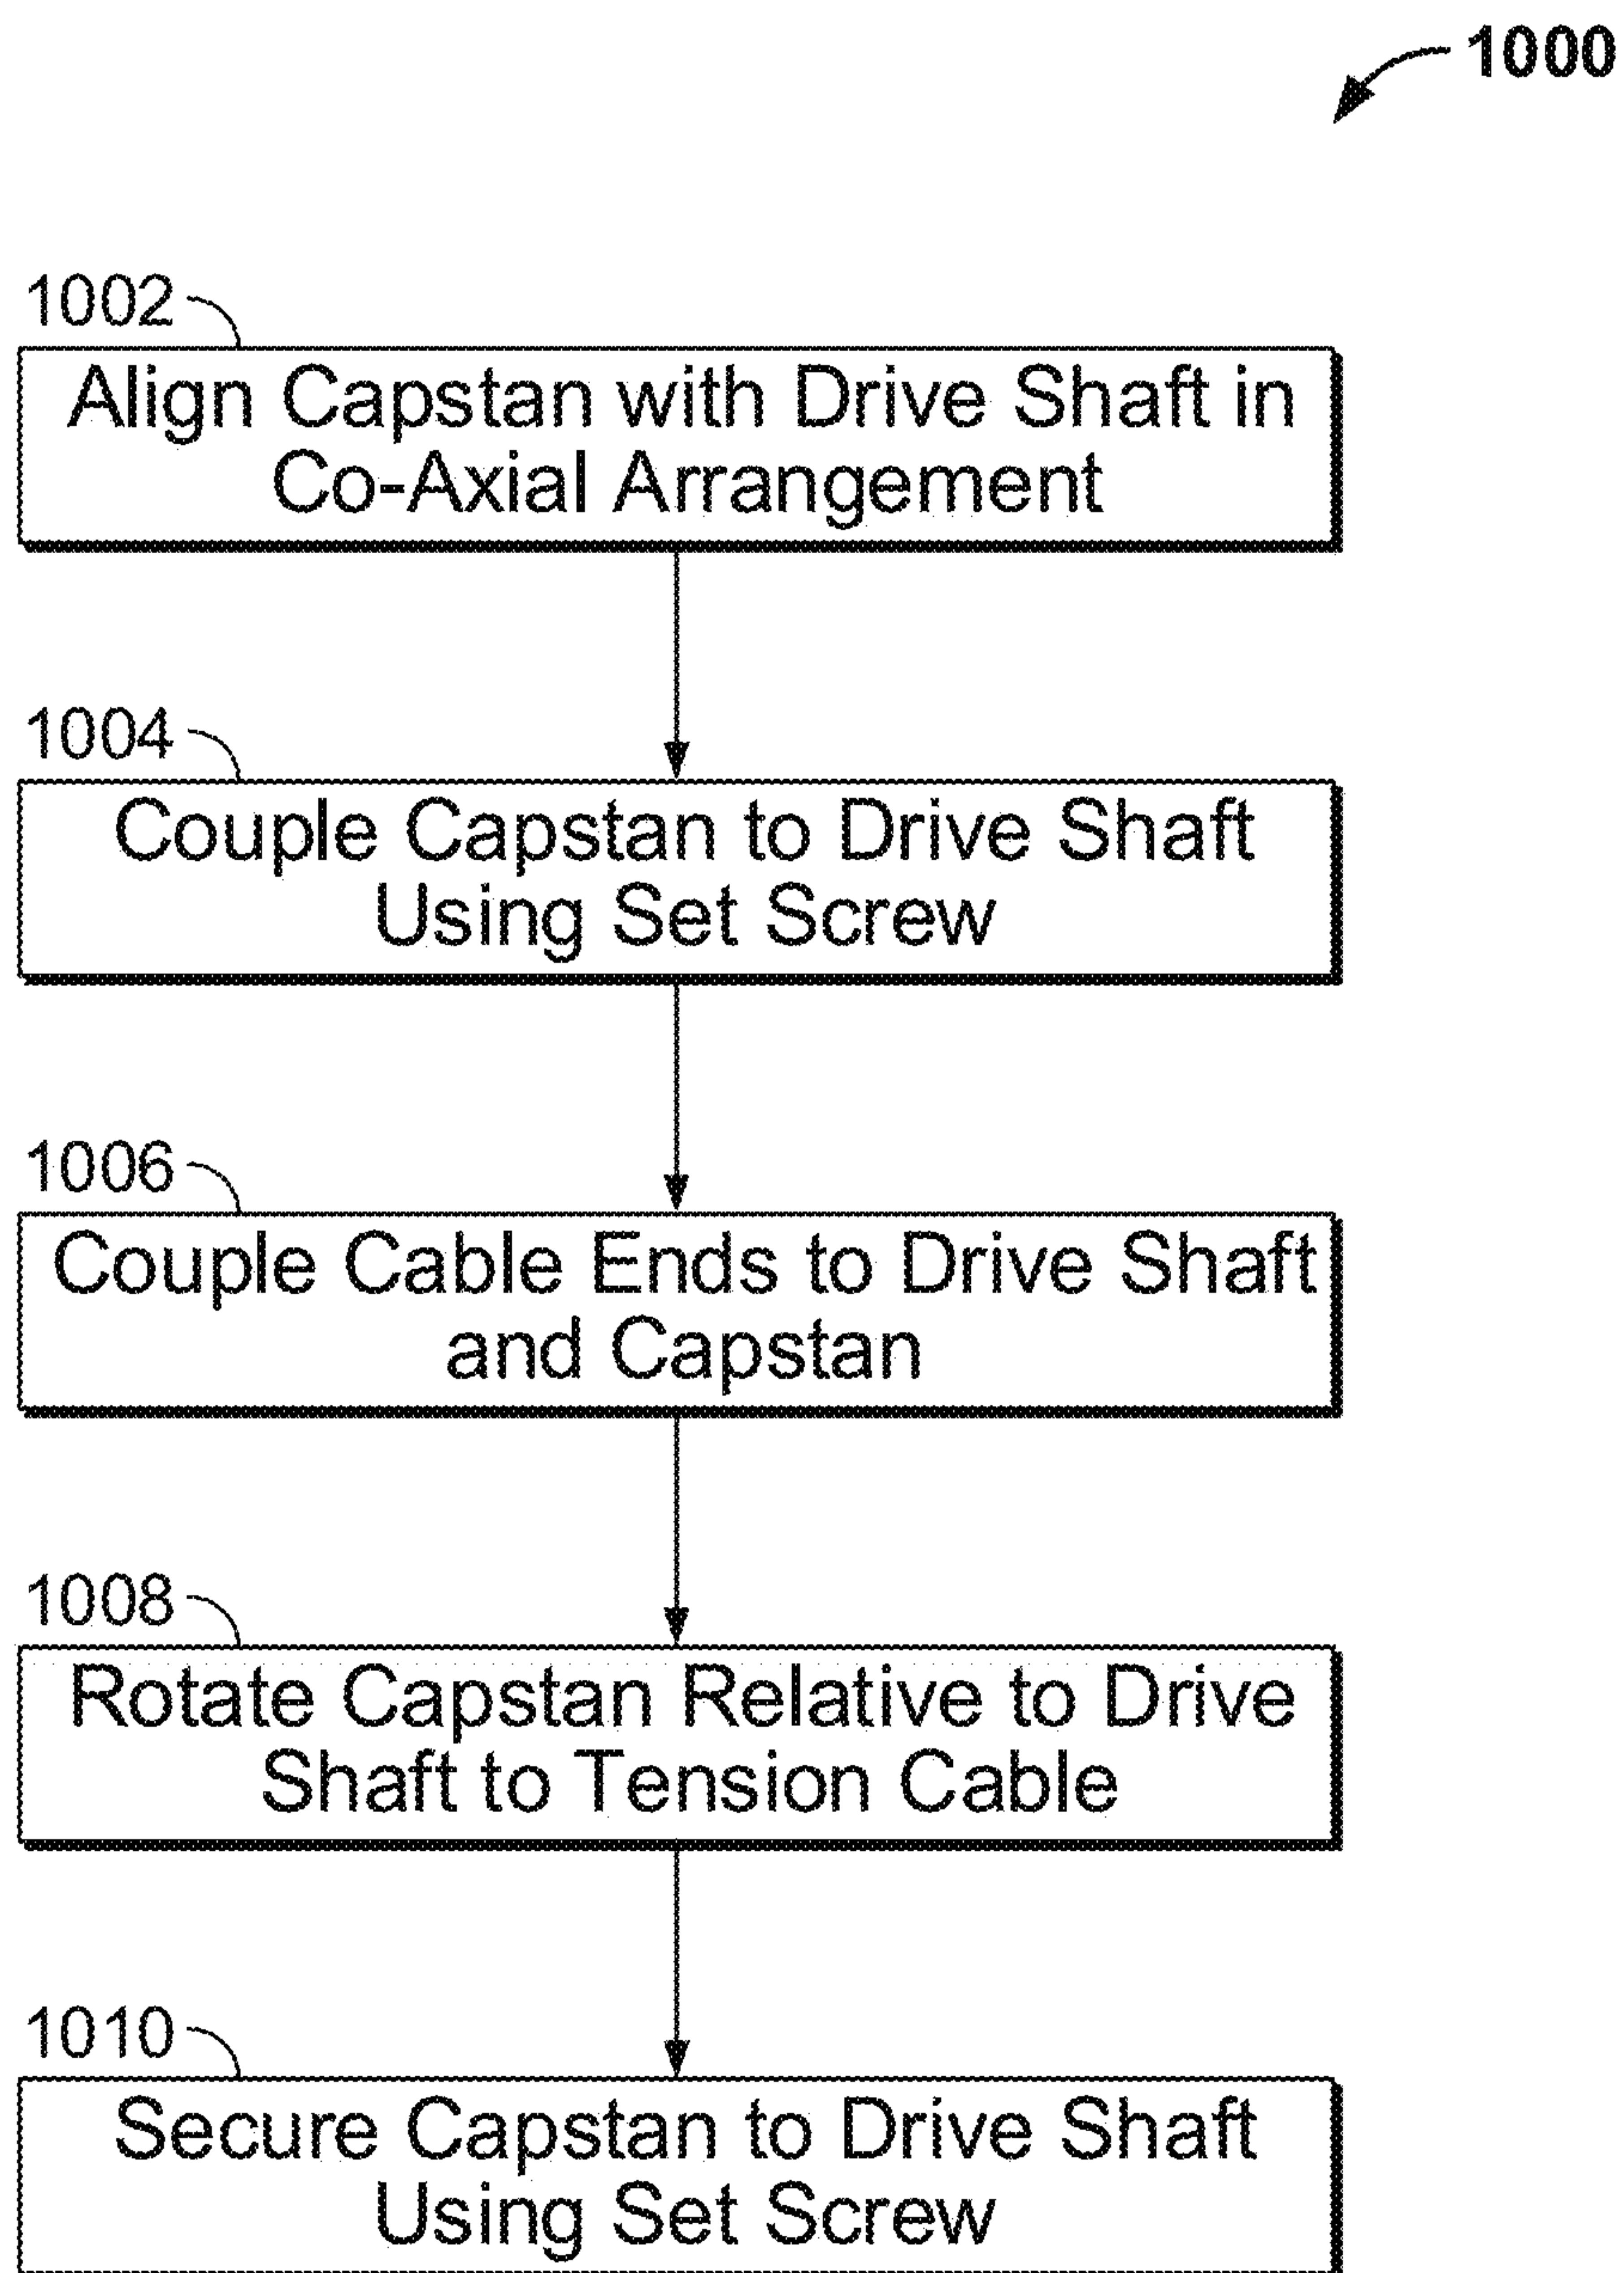 1000
1002
Align Capstan with Drive Shaft in
Co-Axial Arrangement
1004
Couple Capstan to Drive Shaft
Using Set Screw
1006
Couple Cable Ends to Drive Shaft
and Capstan
1008
Rotate Capstan Relative to Drive
Shaft to Tension Cable
1010
Secure Capstan to Drive Shaft
Using Set Screw